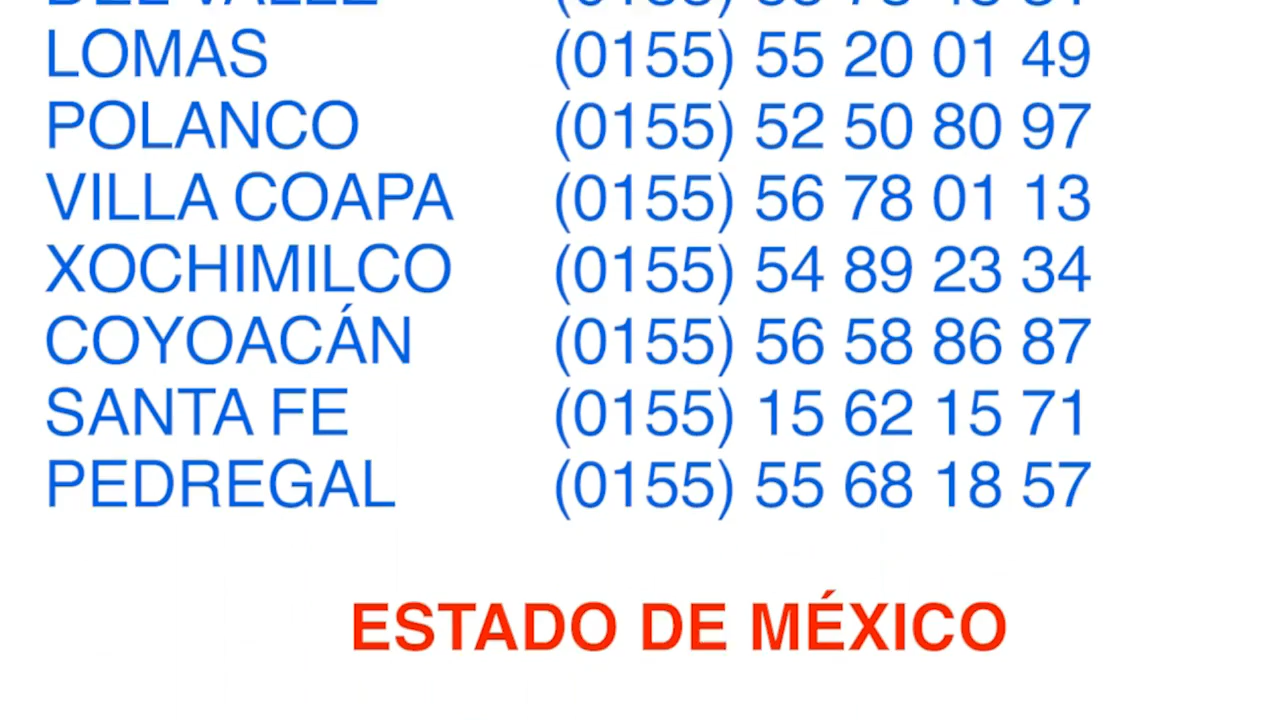 DEL VALLE
LOMAS (0155) 55 20 01 49
POLANCO (0155) 52 50 80 97
VILLA COAPA (0155) 56 78 01 13
XOCHIMILCO (0155) 54 89 23 34
COYOACÁN (0155) 56 58 86 87
SANTA FE (0155) 15 62 15 71
PEDREGAL (0155) 55 68 18 57
ESTADO DE MÉXICO